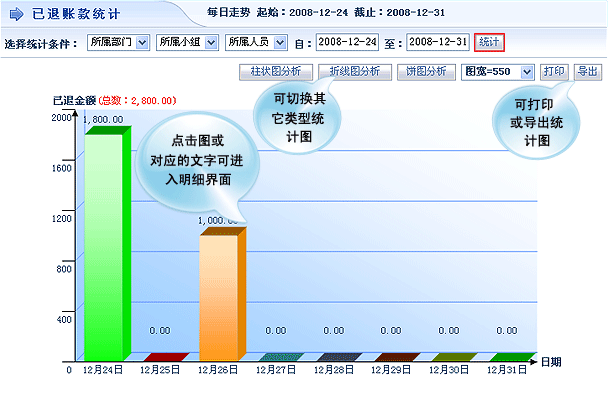 已退账款统计 每日走势 起始：2008-12-24 截止：2008-12-31
选择统计条件： 所属部门 所属小组 所属人员 自： 2008-12-24 至： 2008-12-31 统计
柱状图分析 折线图分析 饼图分析 图宽=550 打印 导出
可切换其
它类型统
计图
可打印
或导出统
计图
已退金额(总数：2,800.00)
点击图或
对应的文字可进
入明细界面
2000
1600
1200
800
400
0
1,800.00
0.00
1,000.00
0.00
0.00
0.00
0.00
0.00
12月24日 12月25日 12月26日 12月27日 12月28日 12月29日 12月30日 12月31日
日期